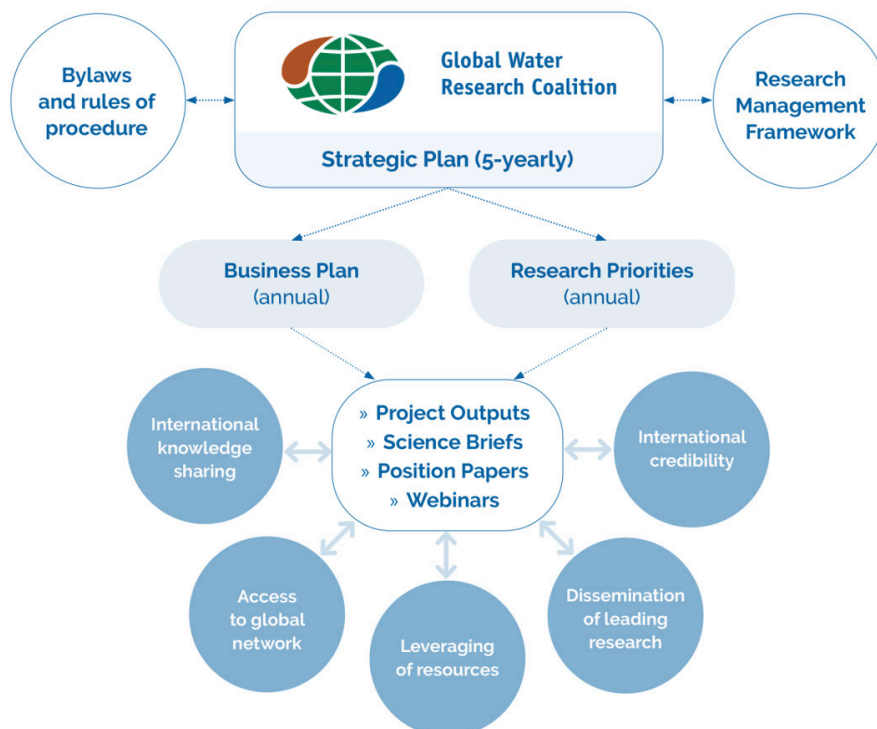 Bylaws
and rules of
procedure
Global Water
Research Coalition
Strategic Plan (5-yearly)
Research
Management
Framework
Business Plan
(annual)
Research Priorities
(annual)
International
knowledge
sharing
» Project Outputs
» Science Briefs
» Position Papers
» Webinars
International
credibility
Access
to global
network
Leveraging
of resources
Dissemination
of leading
research